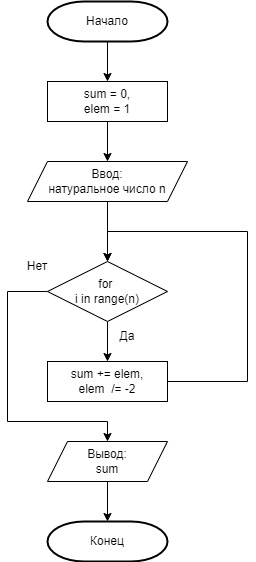 Начало
sum = 0,
elem = 1
Ввод:
натуральное число n
Нет
for
i in range(n)
Да
sum += elem,
elem /= -2
Вывод:
sum
Конец